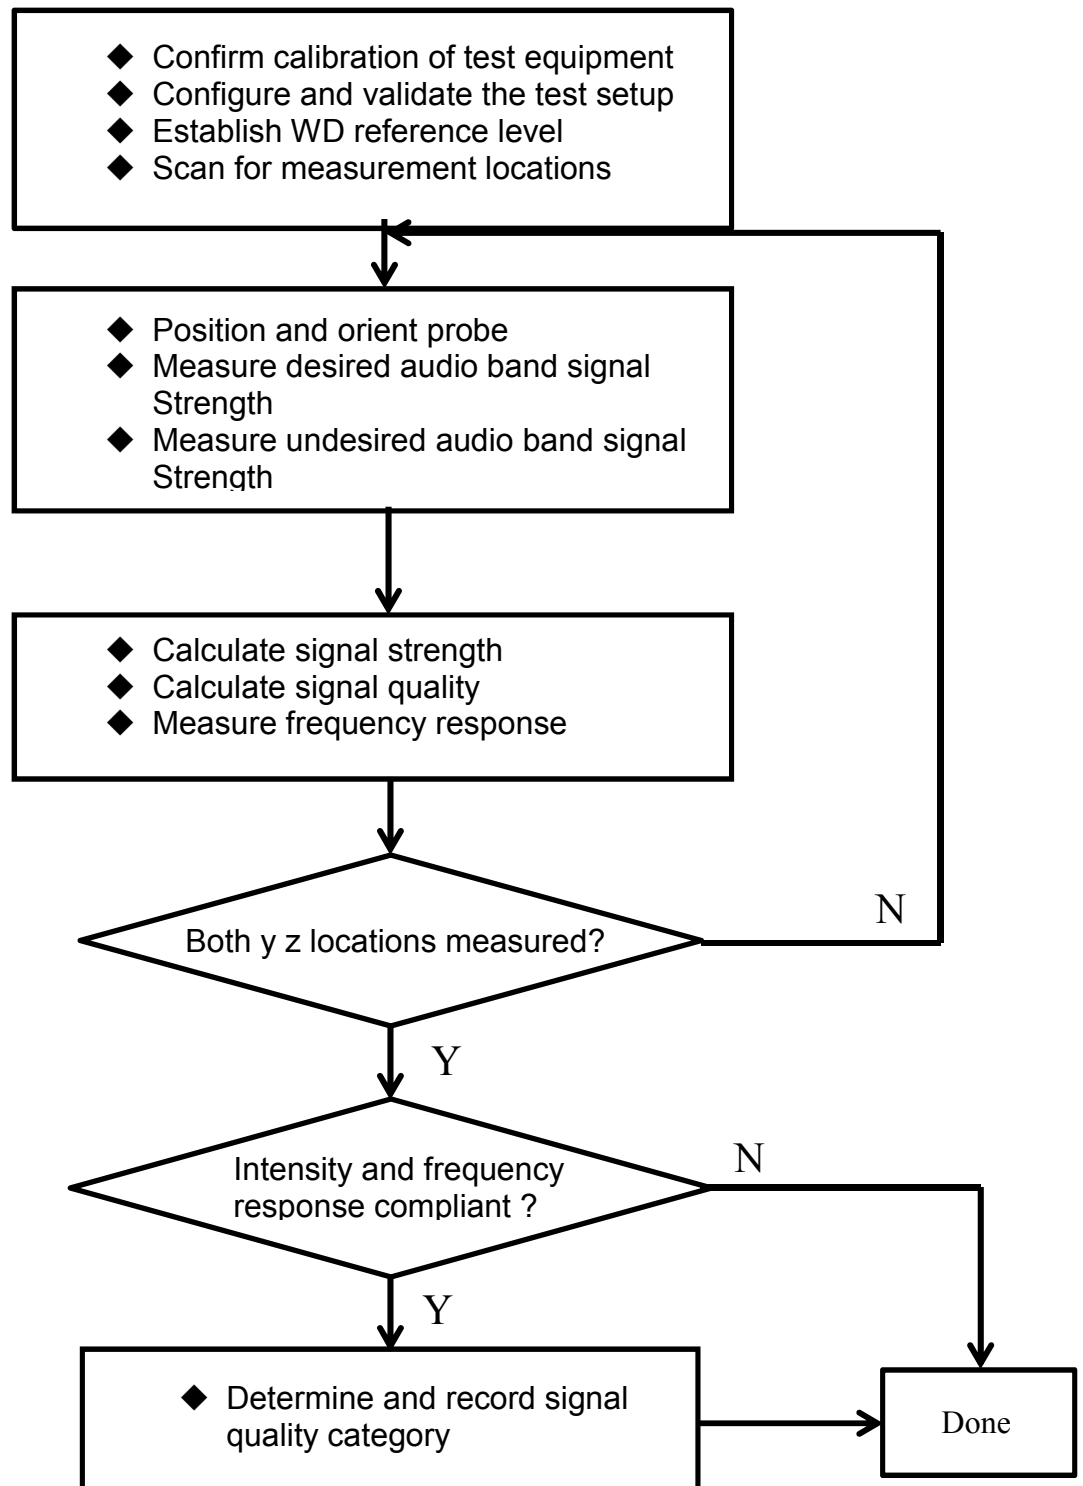 ◆ Confirm calibration of test equipment
◆ Configure and validate the test setup
◆ Establish WD reference level
◆ Scan for measurement locations
◆ Position and orient probe
◆ Measure desired audio band signal
Strength
◆ Measure undesired audio band signal
Strength
◆ Calculate signal strength
◆ Calculate signal quality
◆ Measure frequency response
Both y z locations measured?
N
Y
Intensity and frequency
response compliant ?
N
Y
◆ Determine and record signal
quality category
Done